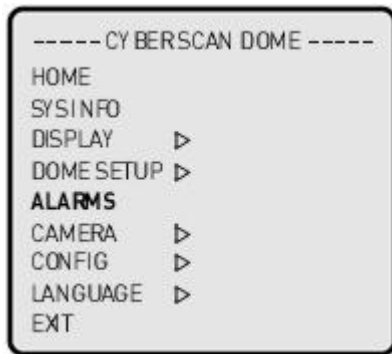 -----CYBERSCAN DOME-----
HOME
SYSINFO
DISPLAY ▷
DOME SETUP ▷
ALARMS
CAMERA ▷
CONFIG ▷
LANGUAGE ▷
EXIT